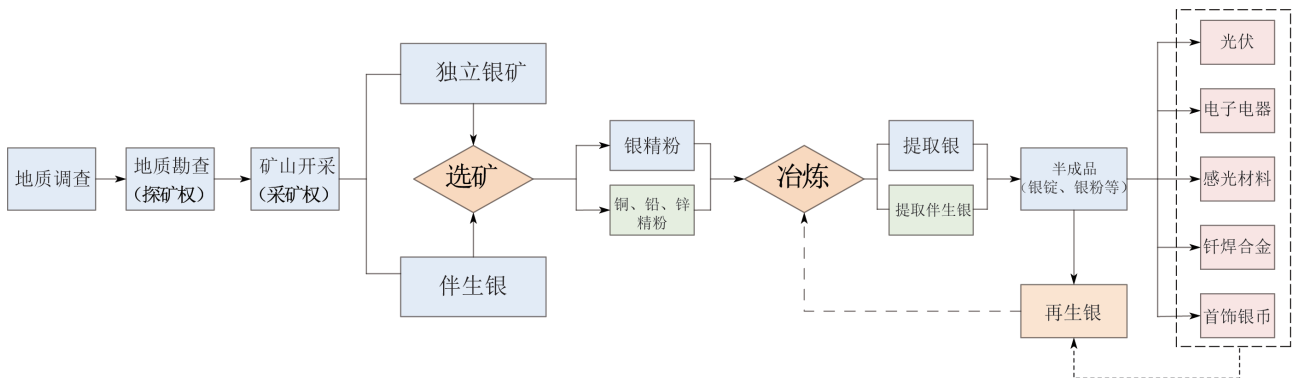 地质调查
地质勘查
(探矿权)
矿山开采
(采矿权)
独立银矿
选矿
伴生银
银精粉
铜、铅、锌
精粉
冶炼
提取银
提取伴生银
半成品
(银锭、银粉等)
再生银
光伏
电子电器
感光材料
钎焊合金
首饰银币